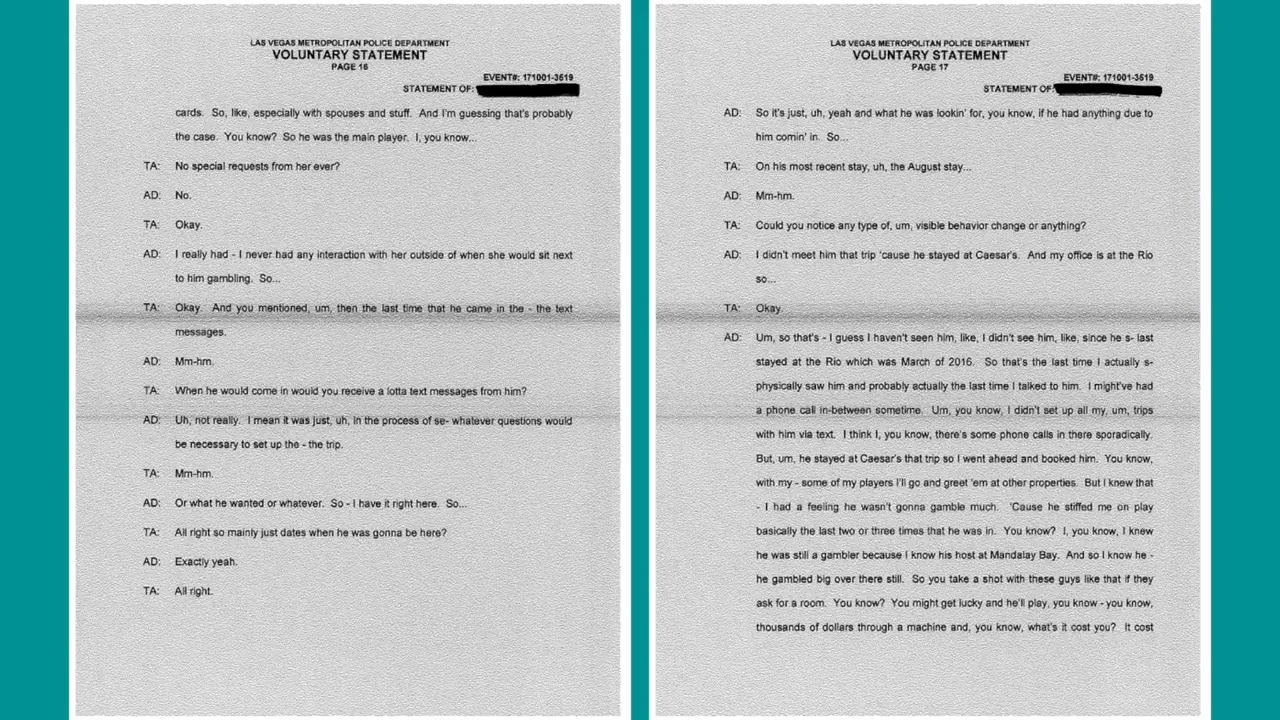 LAS VEGAS METROPOLITAN POLICE DEPARTMENT
VOLUNTARY STATEMENT
PAGE 16
EVENT#: 171001-3519
STATEMENT OF:
cards. So, like, especially with spouses and stuff. And I'm guessing that's probably
the case. You know? So he was the main player. I, you know...
TA: No special requests from her ever?
AD: No.
TA: Okay.
AD: I really had - I never had any interaction with her outside of when she would sit next
to him gambling. So...
TA: Okay. And you mentioned, um, then the last time that he came in the - the text
messages.
AD: Mm-hm.
TA: When he would come in would you receive a lotta text messages from him?
AD: Uh, not really. I mean it was just, uh, in the process of se- whatever questions would
be necessary to set up the - the trip.
TA: Mm-hm.
AD: Or what he wanted or whatever. So - I have it right here. So...
TA: All right so mainly just dates when he was gonna be here?
AD: Exactly yeah.
TA: All right.
LAS VEGAS METROPOLITAN POLICE DEPARTMENT
VOLUNTARY STATEMENT
PAGE 17
EVENT#: 171001-3519
STATEMENT OF:
AD: So it's just, uh, yeah and what he was lookin' for, you know, if he had anything due to
him comin' in. So...
TA: On his most recent stay, uh, the August stay...
AD: Mm-hm.
TA: Could you notice any type of, um, visible behavior change or anything?
AD: I didn't meet him that trip 'cause he stayed at Caesar's. And my office is at the Rio
so...
TA: Okay.
AD: Um, so that's - I guess I haven't seen him, like, I didn't see him, like, since he s- last
stayed at the Rio which was March of 2016. So that's the last time I actually s-
physically saw him and probably actually the last time I talked to him. I might've had
a phone call in-between sometime. Um, you know, I didn't set up all my, um, trips
with him via text. I think I, you know, there's some phone calls in there sporadically.
But, um, he stayed at Caesar's that trip so I went ahead and booked him. You know,
with my - some of my players I'll go and greet 'em at other properties. But I knew that
- I had a feeling he wasn't gonna gamble much. 'Cause he stiffed me on play
basically the last two or three times that he was in. You know? I, you know, I knew
he was still a gambler because I know his host at Mandalay Bay. And so I know he -
he gambled big over there still. So you take a shot with these guys like that if they
ask for a room. You know? You might get lucky and he'll play, you know - you know,
thousands of dollars through a machine and, you know, what's it cost you? It cost